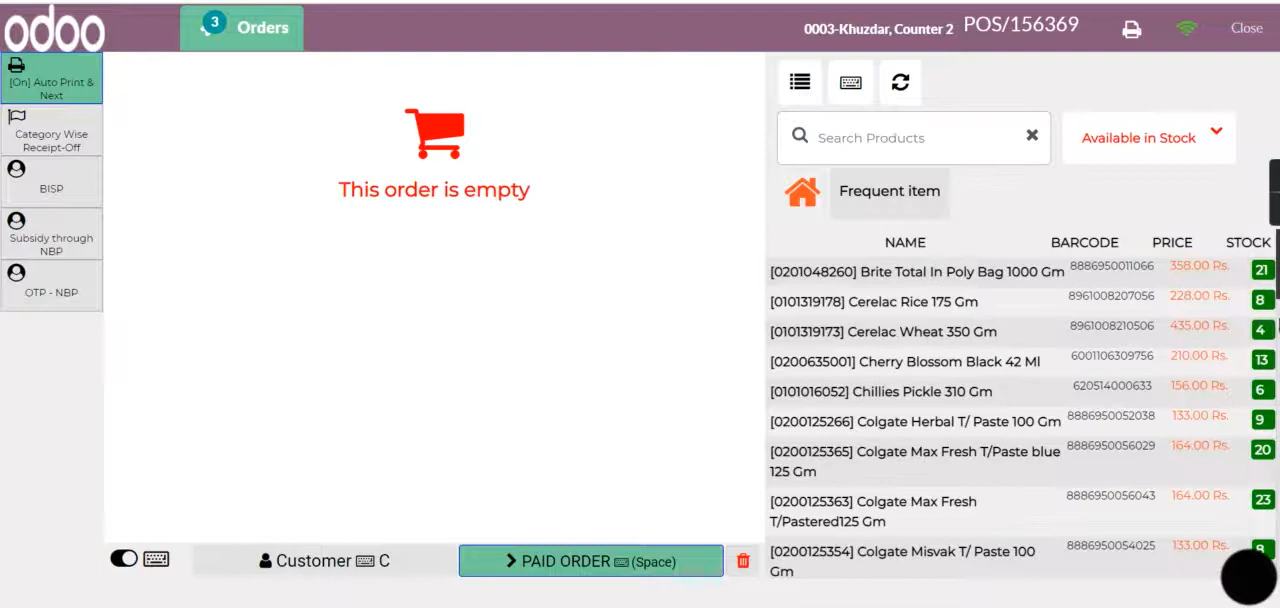 odoo
3
Orders
0003-Khuzdar, Counter 2
POS/156369
Close
[On] Auto Print &
Next
Category Wise
Receipt-Off
BISP
Subsidy through
NBP
OTP - NBP
This order is empty
Search Products
Available in Stock
Frequent item
NAME BARCODE PRICE STOCK
[0201048260] Brite Total In Poly Bag 1000 Gm 8886950011066 358.00 Rs. 21
[0101319178] Cerelac Rice 175 Gm 8961008207056 228.00 Rs. 8
[0101319173] Cerelac Wheat 350 Gm 8961008210506 435.00 Rs. 4
[0200635001] Cherry Blossom Black 42 Ml 6001106309756 210.00 Rs. 13
[0101016052] Chillies Pickle 310 Gm 620514000633 156.00 Rs. 6
[0200125266] Colgate Herbal T/ Paste 100 Gm 8886950052038 133.00 Rs. 9
[0200125365] Colgate Max Fresh T/Paste blue 8886950056029 164.00 Rs. 20
125 Gm
[0200125363] Colgate Max Fresh 8886950056043 164.00 Rs. 23
T/Pastered125 Gm
[0200125354] Colgate Misvak T/ Paste 100 8886950054025 133.00 Rs.
Gm
Customer C
PAID ORDER (Space)